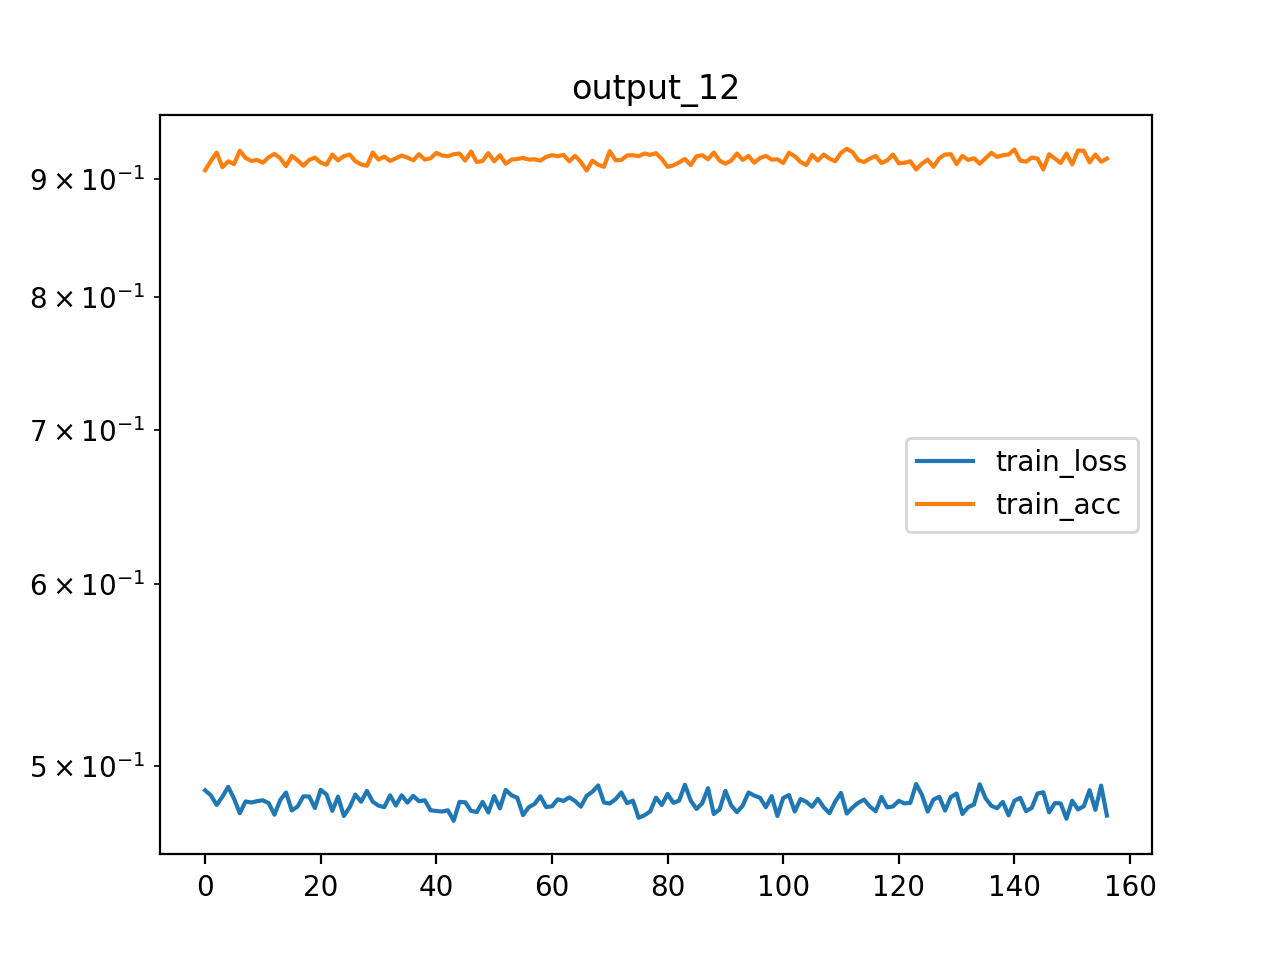 output_12
9 × 10⁻¹
8 × 10⁻¹
7 × 10⁻¹
6 × 10⁻¹
5 × 10⁻¹
train_loss
train_acc
0 20 40 60 80 100 120 140 160